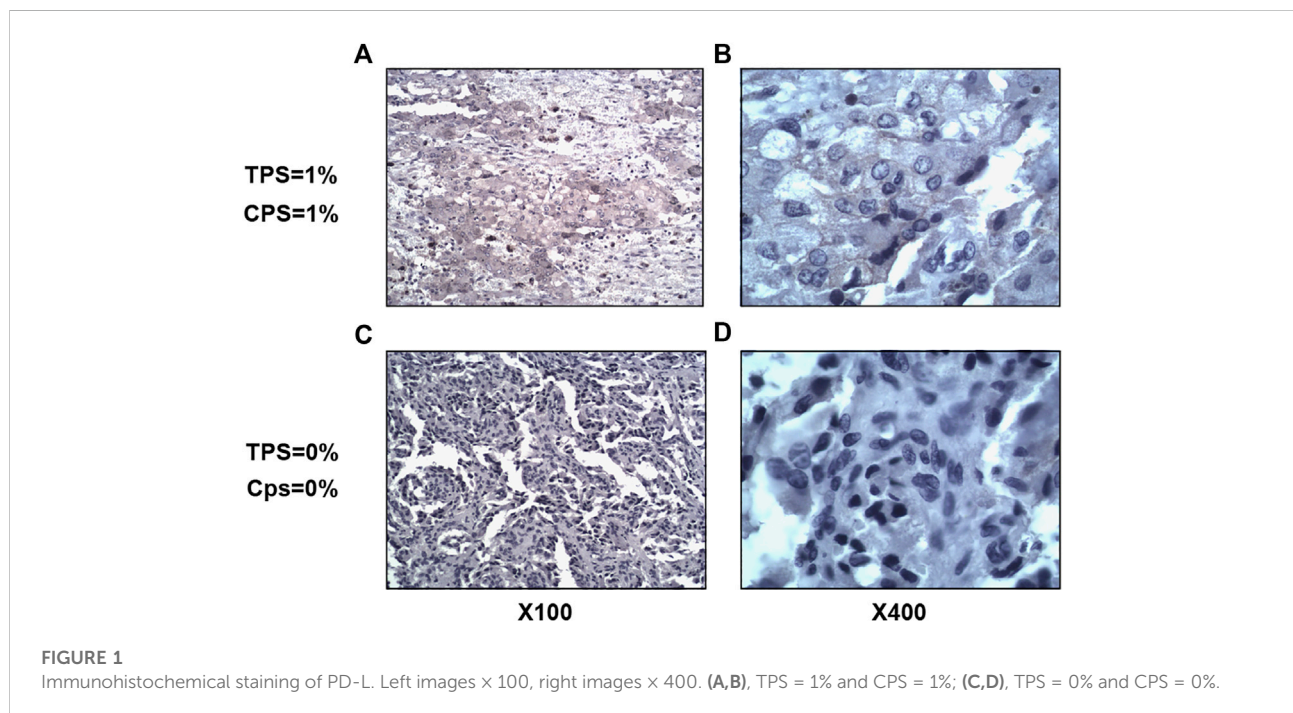 A
B
TPS=1%
CPS=1%
C
D
TPS=0%
Cps=0%
X100
X400
FIGURE 1
Immunohistochemical staining of PD-L. Left images × 100, right images × 400. (A,B), TPS = 1% and CPS = 1%; (C,D), TPS = 0% and CPS = 0%.